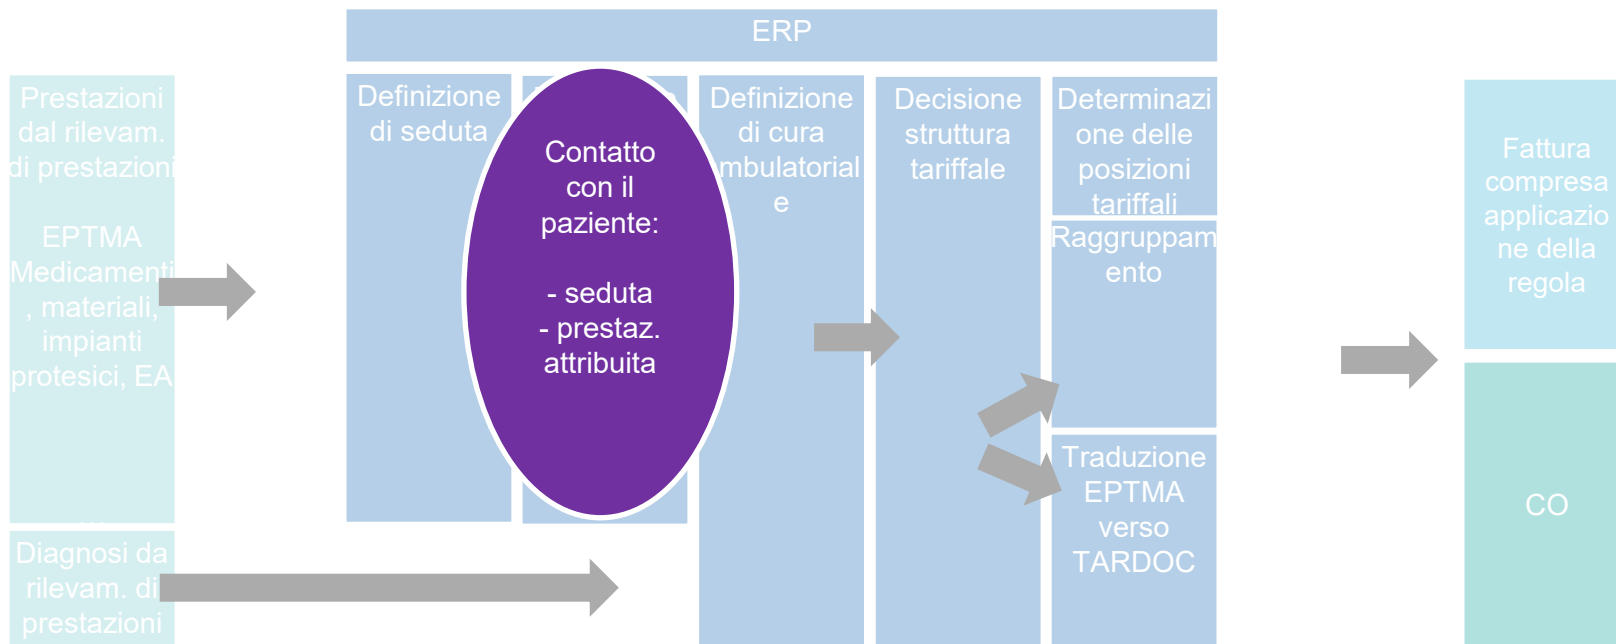 ERP
Prestazioni
dal rilevam.
di prestazioni
EPTMA
Medicamenti
, materiali,
impianti
protesici, EA
...
Diagnosi da
rilevam. di
prestazioni
Definizione
di seduta
Contatto
con il
paziente:
- seduta
- prestaz.
attribuita
Definizione
di cura
ambulatorial
e
Decisione
struttura
tariffale
Determinazi
one delle
posizioni
tariffali
Raggruppam
ento
Traduzione
EPTMA
verso
TARDOC
Fattura
compresa
applicazio
ne della
regola
CO